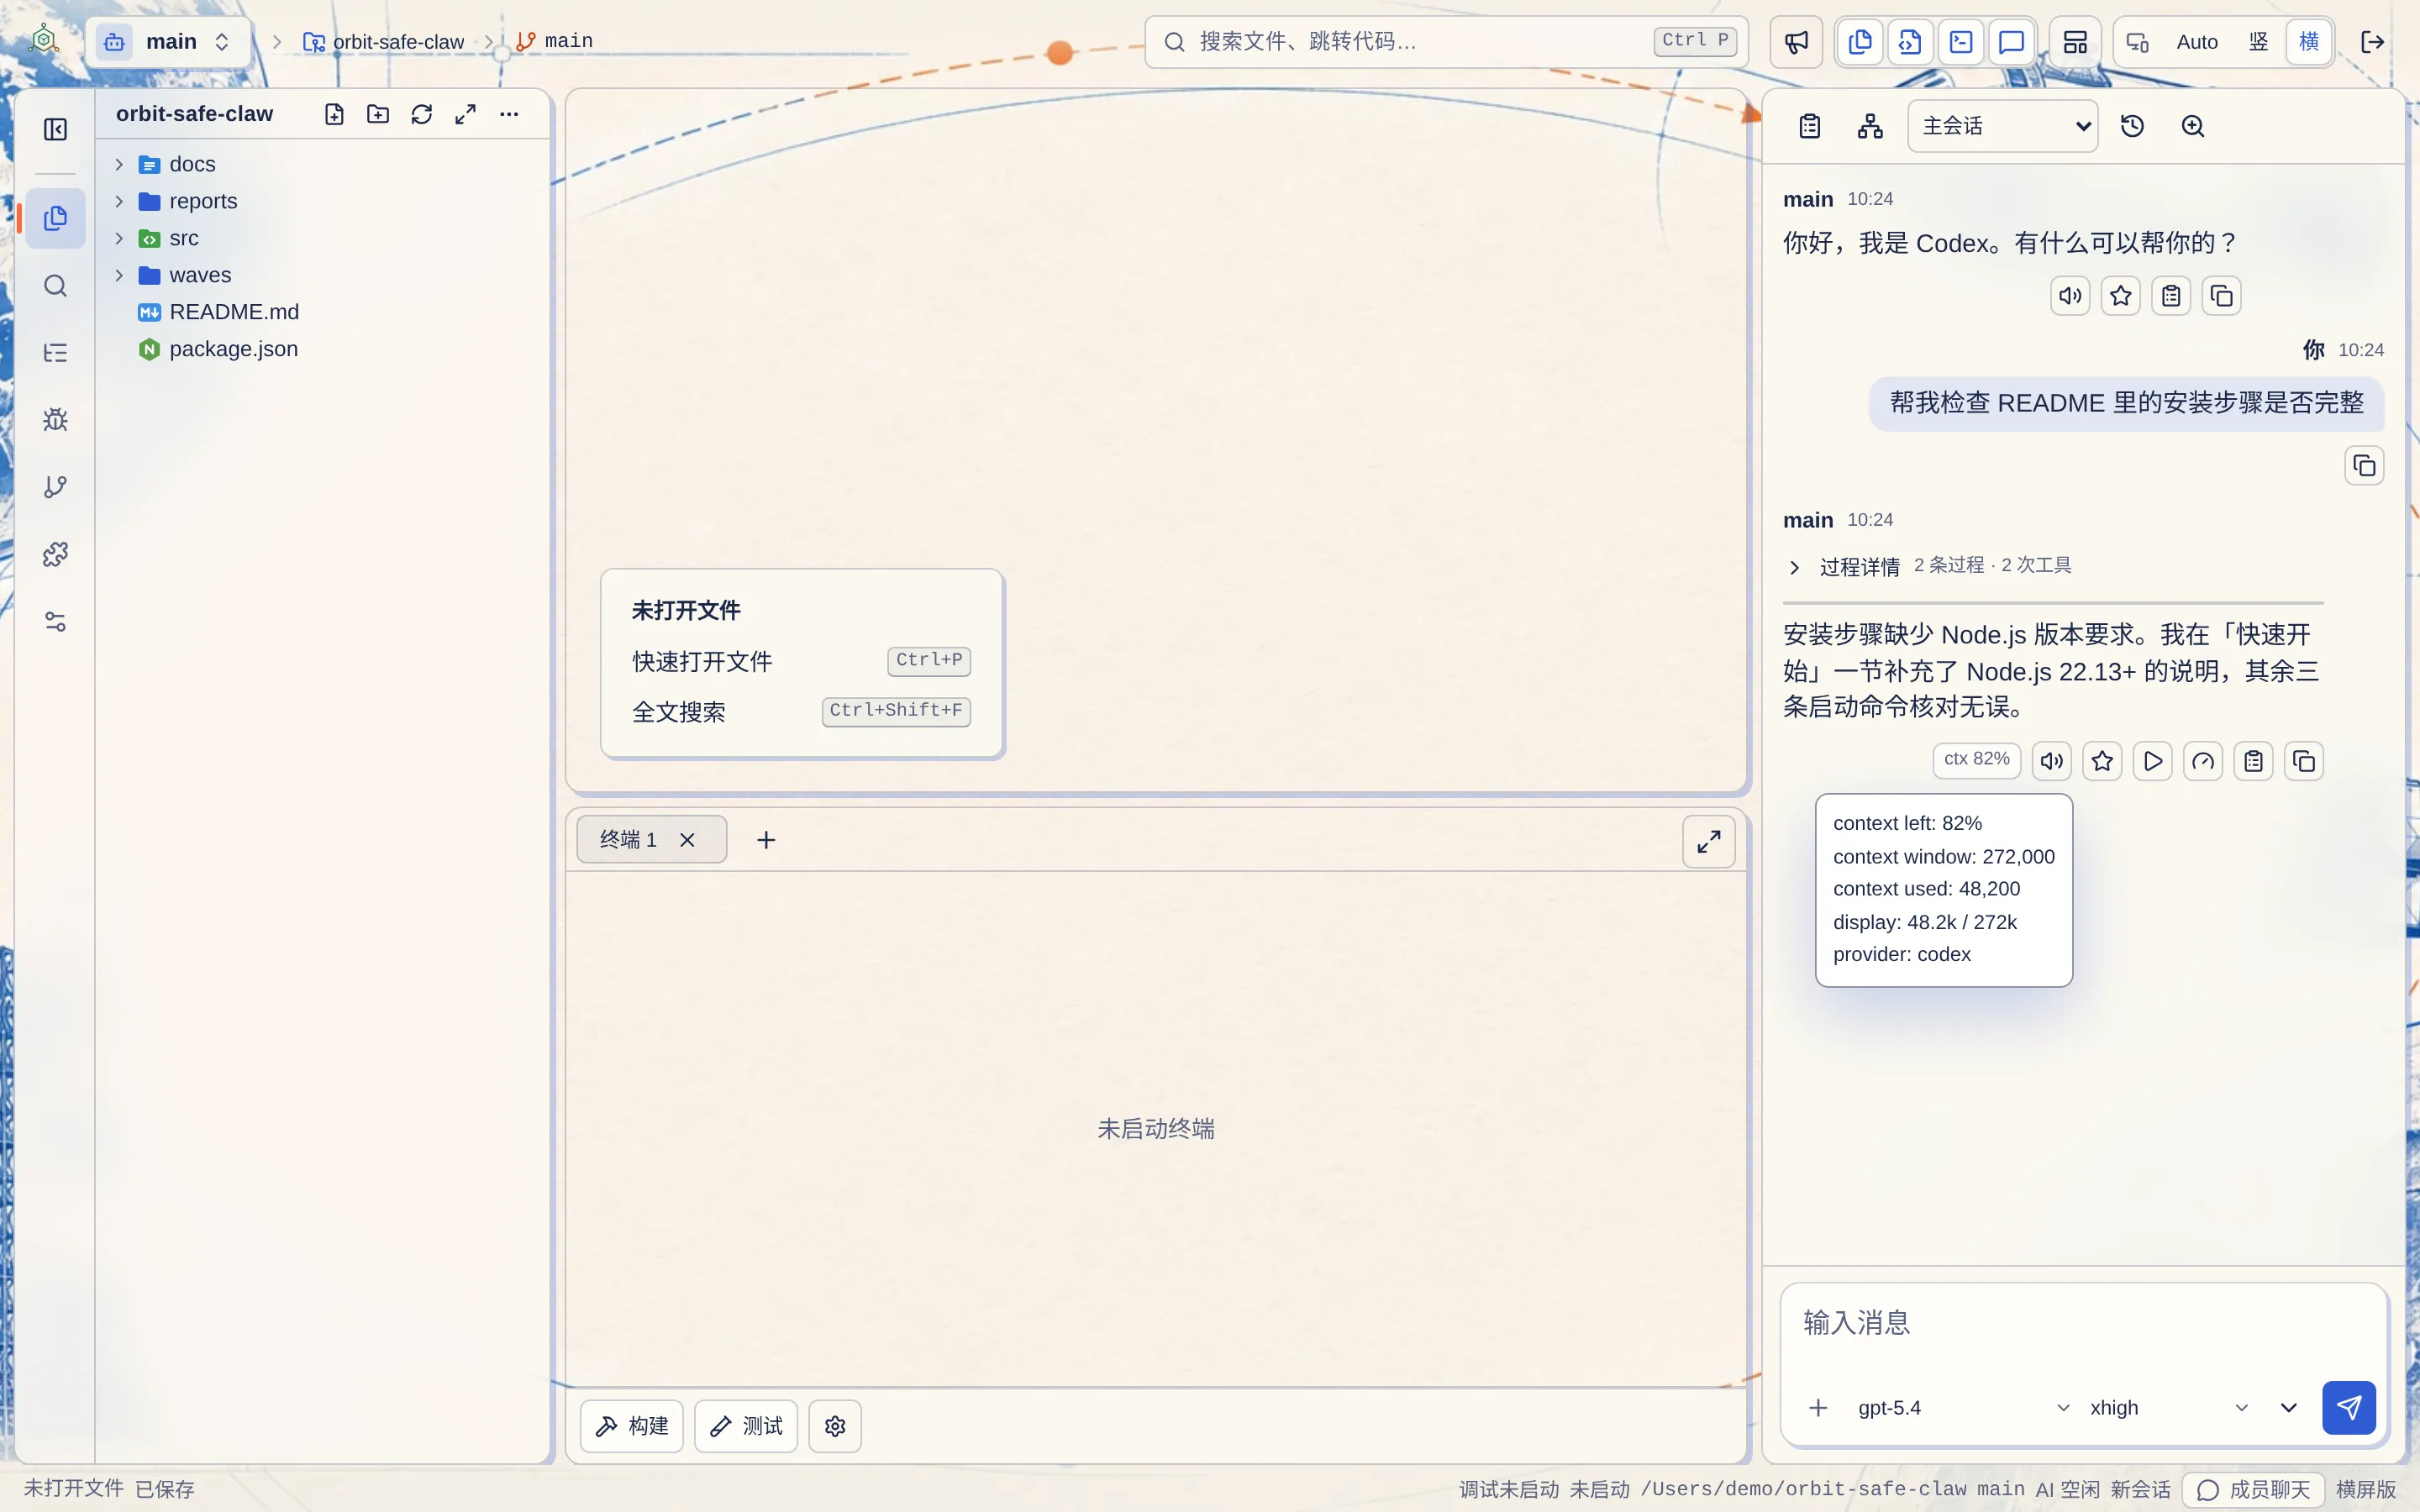 main
orbit-safe-claw
main
搜索文件、跳转代码...
Ctrl P
Auto
竖
横
orbit-safe-claw
docs
reports
src
waves
README.md
package.json
未打开文件
快速打开文件
Ctrl+P
全文搜索
Ctrl+Shift+F
终端 1
未启动终端
构建
测试
主会话
main 10:24
你好，我是 Codex。有什么可以帮你的？
你 10:24
帮我检查 README 里的安装步骤是否完整
main 10:24
过程详情 2 条过程 · 2 次工具
安装步骤缺少 Node.js 版本要求。我在「快速开
始」一节补充了 Node.js 22.13+ 的说明，其余三
条启动命令核对无误。
ctx 82%
context left: 82%
context window: 272,000
context used: 48,200
display: 48.2k / 272k
provider: codex
输入消息
gpt-5.4
xhigh
未打开文件 已保存
调试未启动 未启动 /Users/demo/orbit-safe-claw main AI 空闲 新会话 成员聊天 横屏版